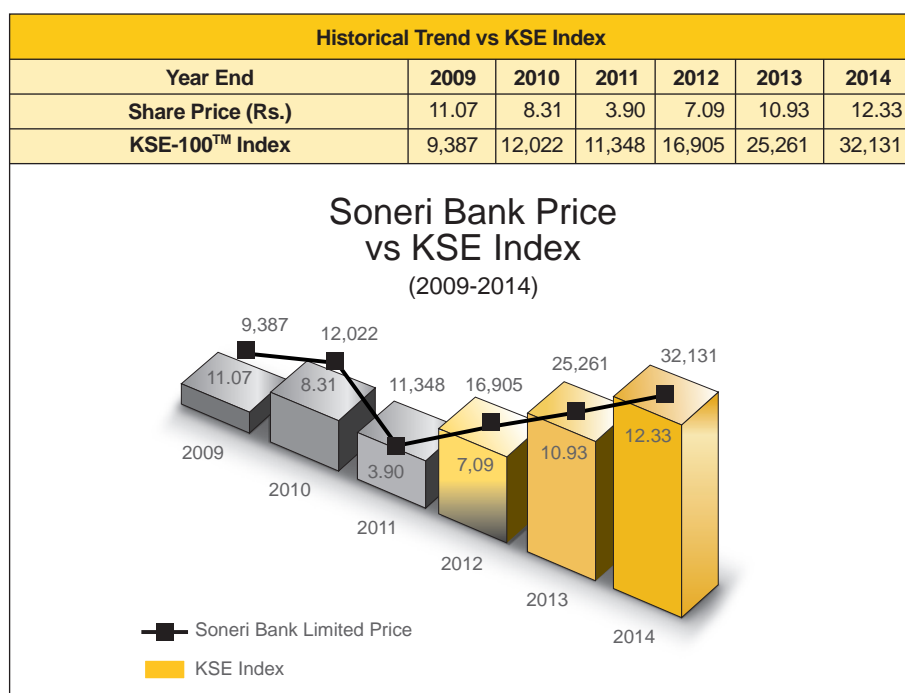 Historical Trend vs KSE Index
Year End 2009 2010 2011 2012 2013 2014
Share Price (Rs.) 11.07 8.31 3.90 7.09 10.93 12.33
KSE-100™ Index 9,387 12,022 11,348 16,905 25,261 32,131
Soneri Bank Price
vs KSE Index
(2009-2014)
9,387 12,022 11,348 16,905 25,261 32,131
11.07 8.31 3.90 7,09 10.93 12.33
2009 2010 2011 2012 2013 2014
Soneri Bank Limited Price
KSE Index